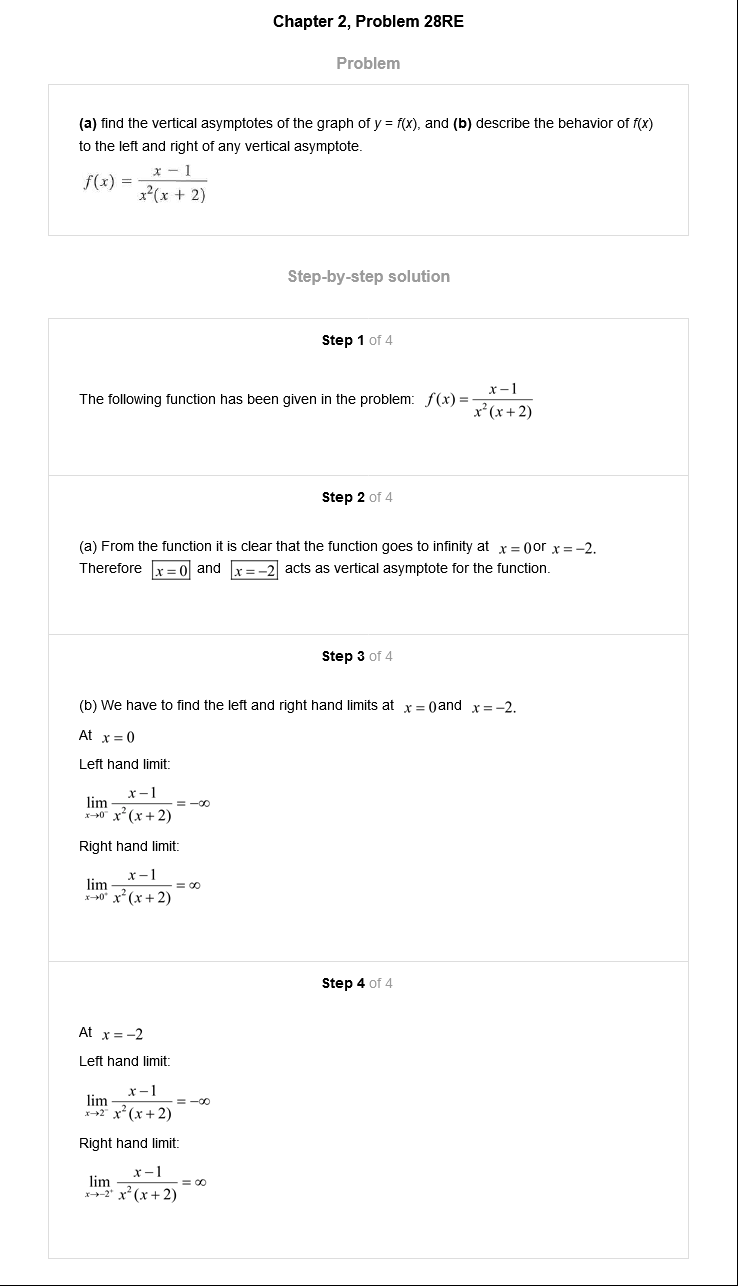 Chapter 2, Problem 28RE
Problem
(a) find the vertical asymptotes of the graph of y = f(x), and (b) describe the behavior of f(x)
to the left and right of any vertical asymptote.
f(x) = \frac{x - 1}{x^2(x + 2)}
Step-by-step solution
Step 1 of 4
The following function has been given in the problem: f(x) = \frac{x-1}{x^2(x+2)}
Step 2 of 4
(a) From the function it is clear that the function goes to infinity at x = 0 or x = -2.
Therefore x = 0 and x = -2 acts as vertical asymptote for the function.
Step 3 of 4
(b) We have to find the left and right hand limits at x = 0 and x = -2.
At x = 0
Left hand limit:
\lim_{x \to 0^-} \frac{x-1}{x^2(x+2)} = -\infty
Right hand limit:
\lim_{x \to 0^+} \frac{x-1}{x^2(x+2)} = \infty
Step 4 of 4
At x = -2
Left hand limit:
\lim_{x \to 2^-} \frac{x-1}{x^2(x+2)} = -\infty
Right hand limit:
\lim_{x \to -2^+} \frac{x-1}{x^2(x+2)} = \infty